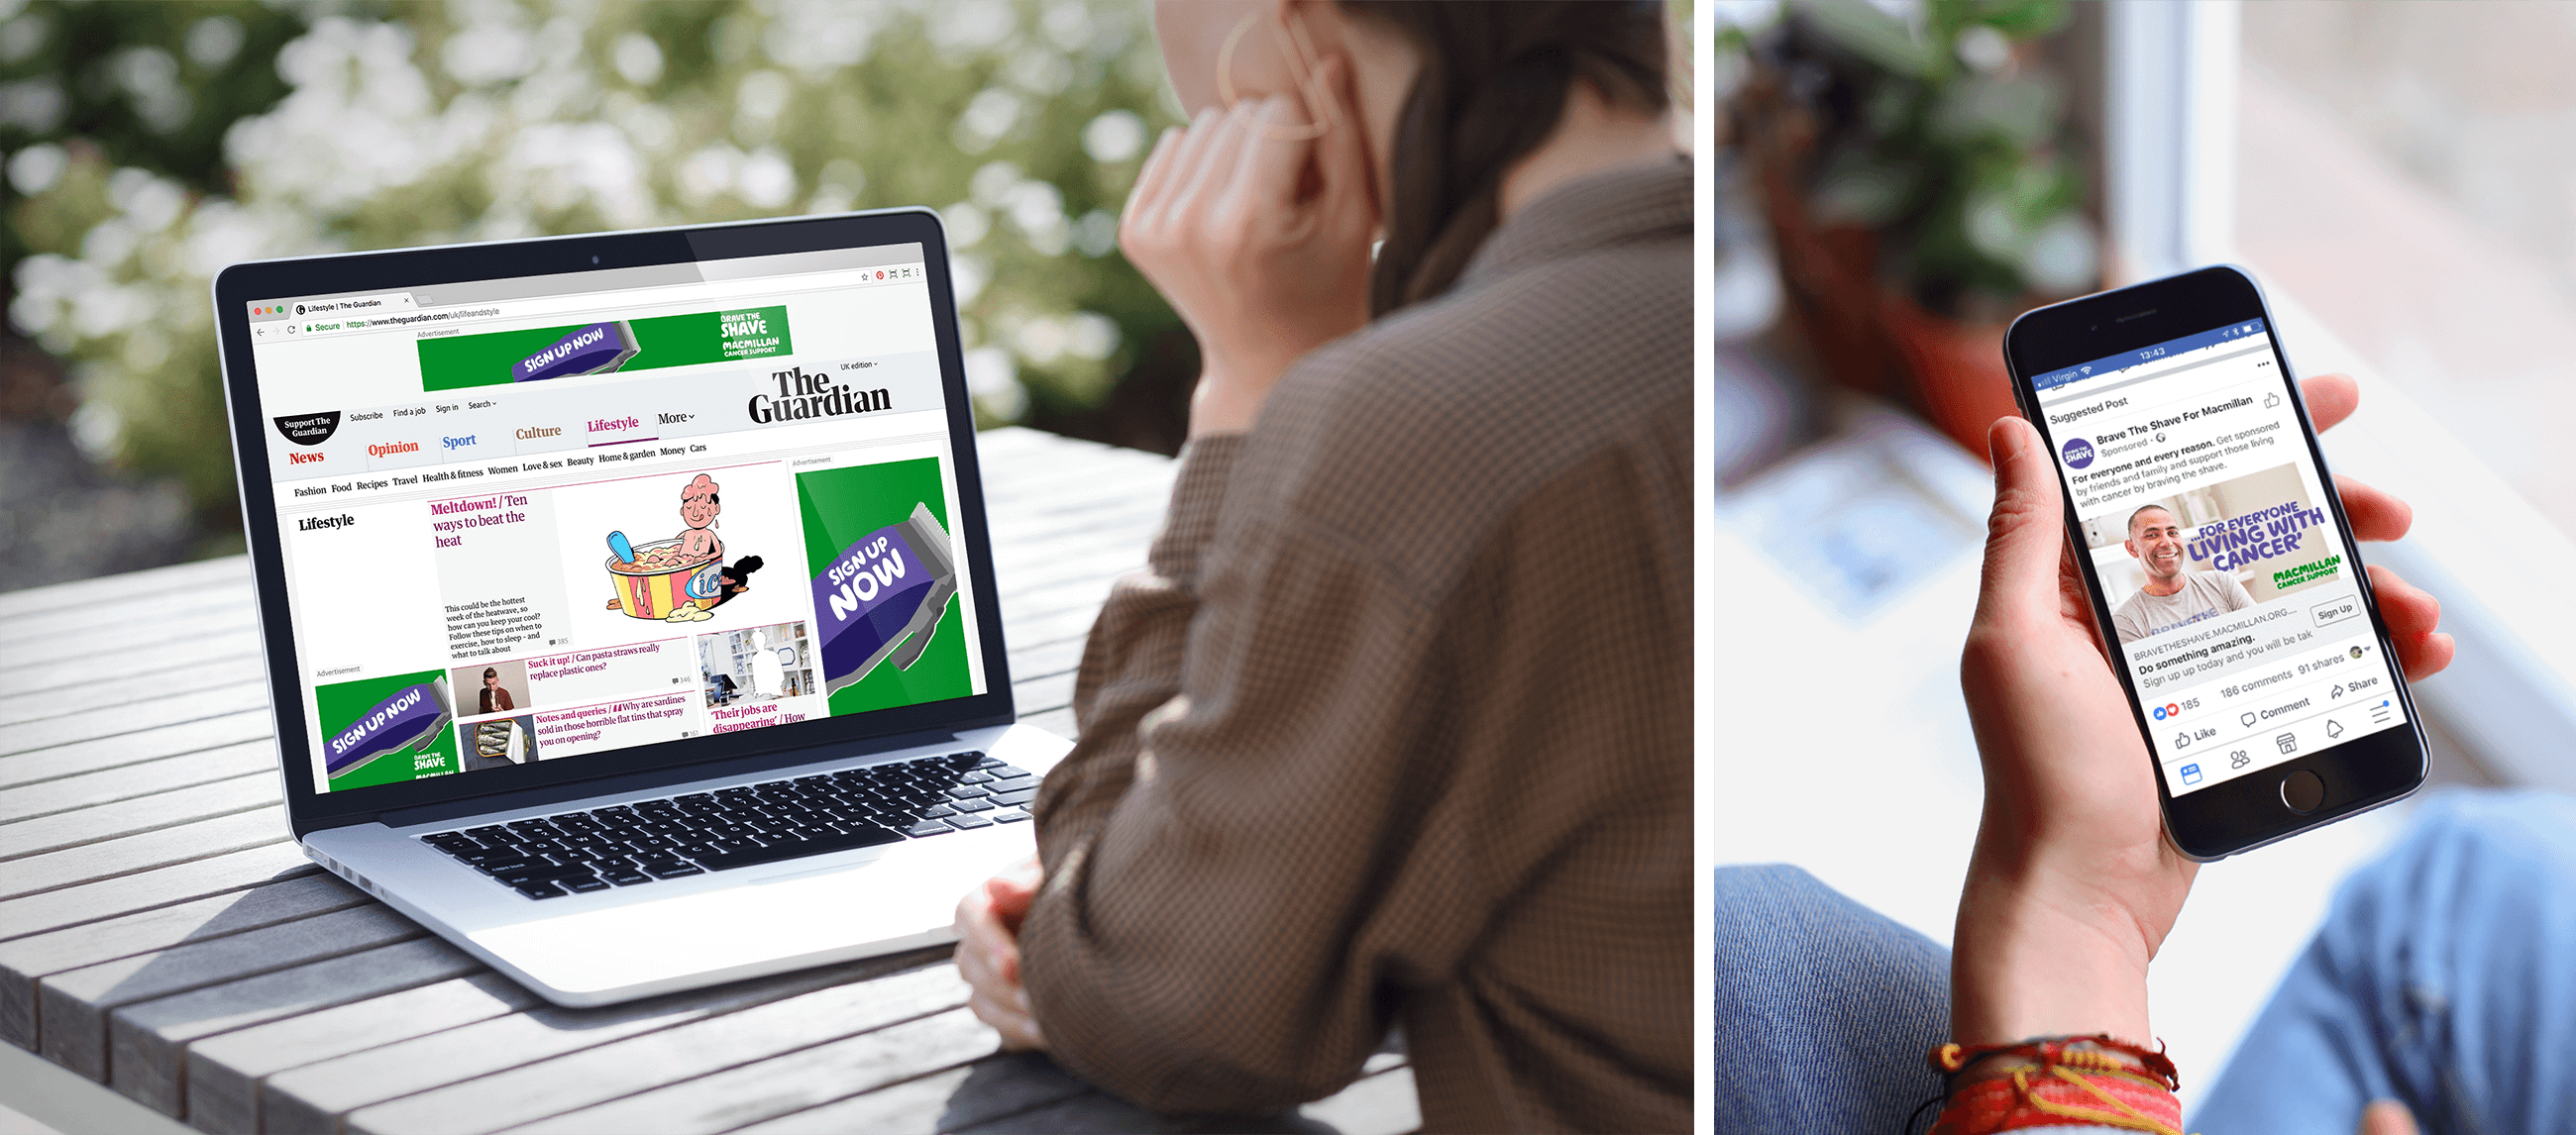 Lifestyle | The Guardian
Secure https://www.theguardian.com/uk/lifeandstyle
Advertisement
SIGN UP NOW
BRAVE THE
SHAVE
MACMILLAN
CANCER SUPPORT
UK edition
The
Guardian
Support The
Guardian
Subscribe Find a job Sign in Search
News Opinion Sport Culture Lifestyle More
Fashion Food Recipes Travel Health & fitness Women Love & sex Beauty Home & garden Money Cars
Lifestyle
Meltdown! / Ten
ways to beat the
heat
This could be the hottest
week of the heatwave, so
how can you keep your cool?
Follow these tips on when to
exercise, how to sleep - and
what to talk about
385
ic
Advertisement
SIGN UP
NOW
Advertisement
SIGN UP NOW
BRAVE THE
SHAVE
MACMILLAN
Suck it up! / Can pasta straws really
replace plastic ones?
346
Notes and queries / Why are sardines
sold in those horrible flat tins that spray
you on opening?
161
'Their jobs are
disappearing' / How
Virgin 13:43
Suggested Post
BRAVE THE
SHAVE
Brave The Shave For Macmillan
Sponsored
For everyone and every reason. Get sponsored
by friends and family and support those living
with cancer by braving the shave.
...FOR EVERYONE
LIVING WITH
CANCER'
MACMILLAN
CANCER SUPPORT
BRAVE THE
BRAVETHESHAVE.MACMILLAN.ORG....
Do something amazing.
Sign up up today and you will be tak
Sign Up
185 186 comments 91 shares
Like Comment Share